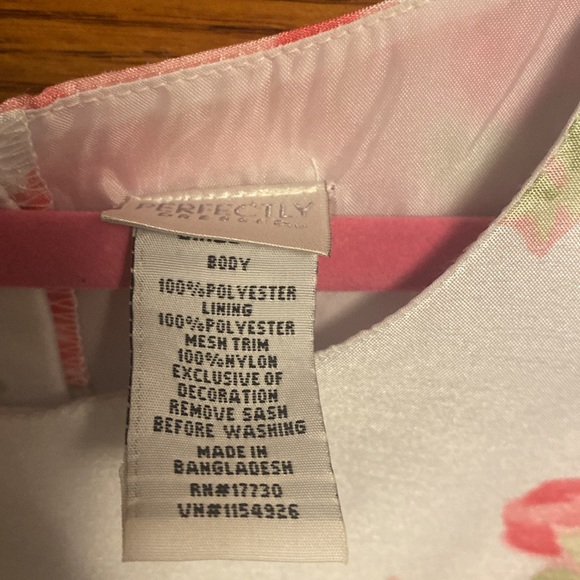 PERFECTLY
BODY
100%POLYESTER
LINING
100%POLYESTER
MESH TRIM
100%NYLON
EXCLUSIVE OF
DECORATION
REMOVE SASH
BEFORE WASHING
MADE IN
BANGLADESH
RN#17730
VN#1154926